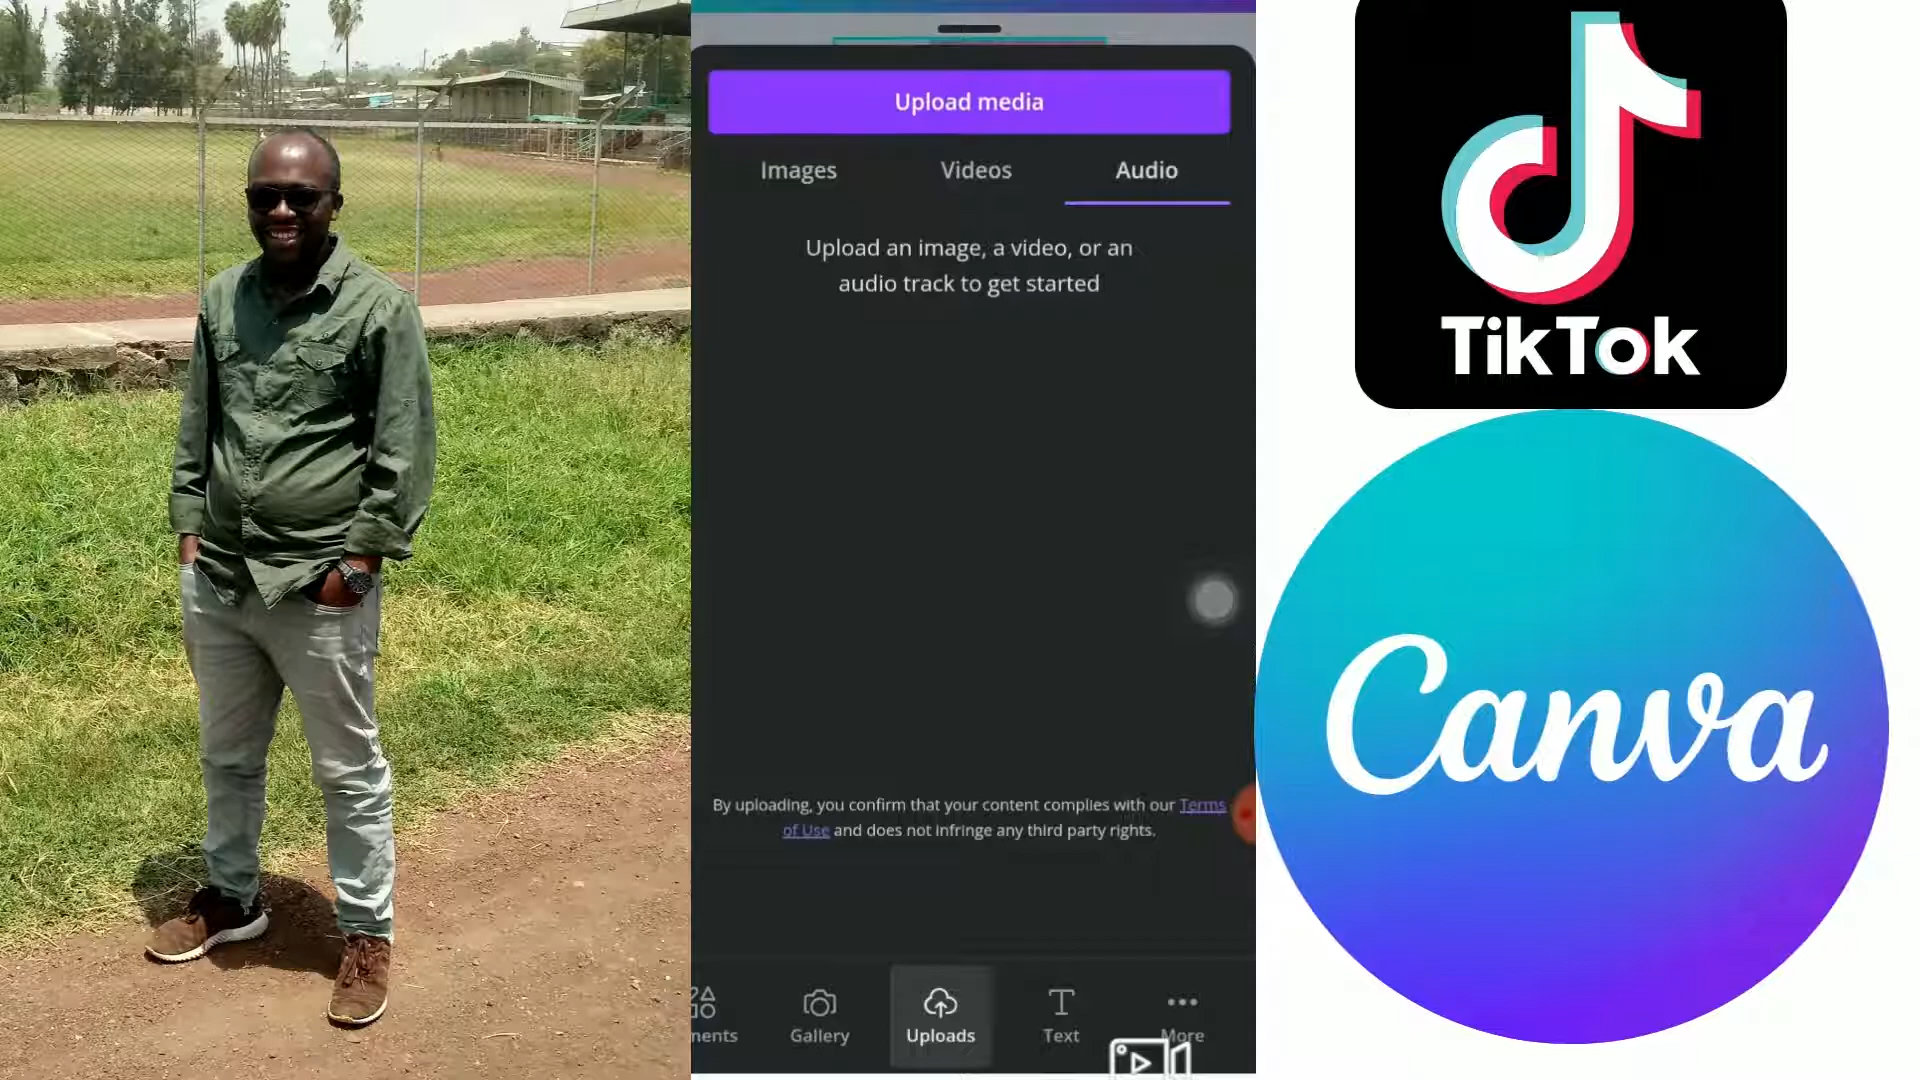 Upload media
Images Videos Audio
Upload an image, a video, or an
audio track to get started
By uploading, you confirm that your content complies with our Terms
of Use and does not infringe any third party rights.
nents Gallery Uploads Text More
TikTok
Canva